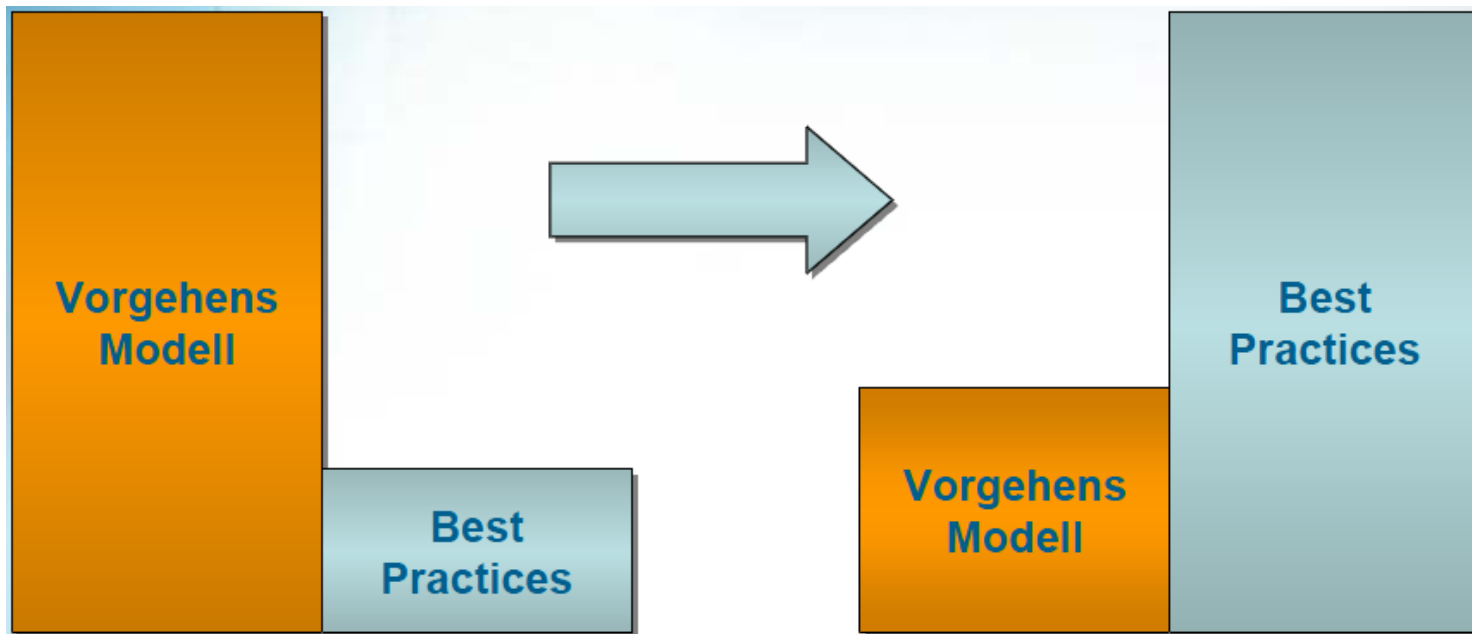 Vorgehens
Modell
Best
Practices
Vorgehens
Modell
Best
Practices